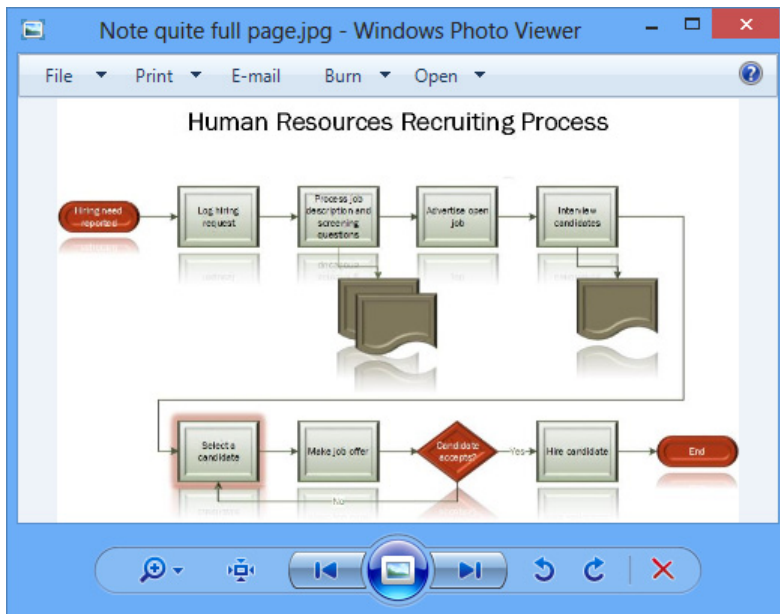 Note quite full page.jpg - Windows Photo Viewer
File Print E-mail Burn Open
Human Resources Recruiting Process
Hiring need
reported
Log hiring
request
Process job
description and
screening
questions
Advertise open
job
Interview
candidates
Select a
candidate
Make job offer
Candidate
accepts?
Yes
Hire candidate
End
No